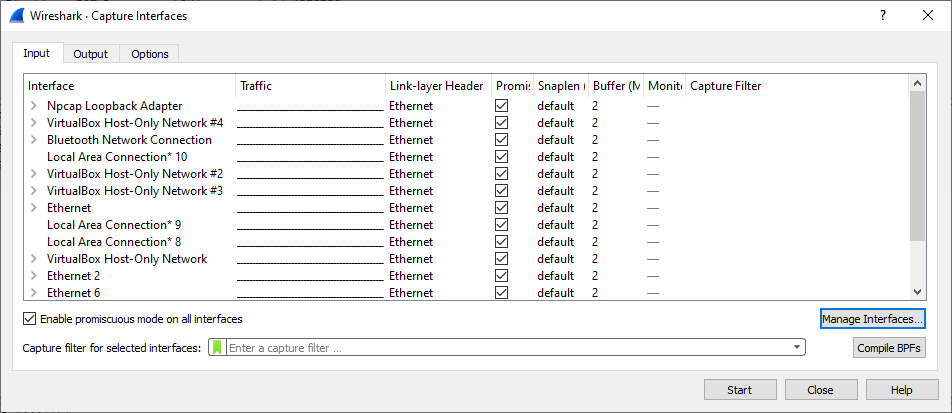 Wireshark · Capture Interfaces
Input Output Options
Interface Traffic Link-layer Header Promis Snaplen ( Buffer (M Monito Capture Filter
Npcap Loopback Adapter Ethernet default 2 —
VirtualBox Host-Only Network #4 Ethernet default 2 —
Bluetooth Network Connection Ethernet default 2 —
Local Area Connection* 10 Ethernet default 2 —
VirtualBox Host-Only Network #2 Ethernet default 2 —
VirtualBox Host-Only Network #3 Ethernet default 2 —
Ethernet Ethernet default 2 —
Local Area Connection* 9 Ethernet default 2 —
Local Area Connection* 8 Ethernet default 2 —
VirtualBox Host-Only Network Ethernet default 2 —
Ethernet 2 Ethernet default 2 —
Ethernet 6 Ethernet default 2 —
Enable promiscuous mode on all interfaces Manage Interfaces...
Capture filter for selected interfaces: Enter a capture filter ... Compile BPFs
Start Close Help